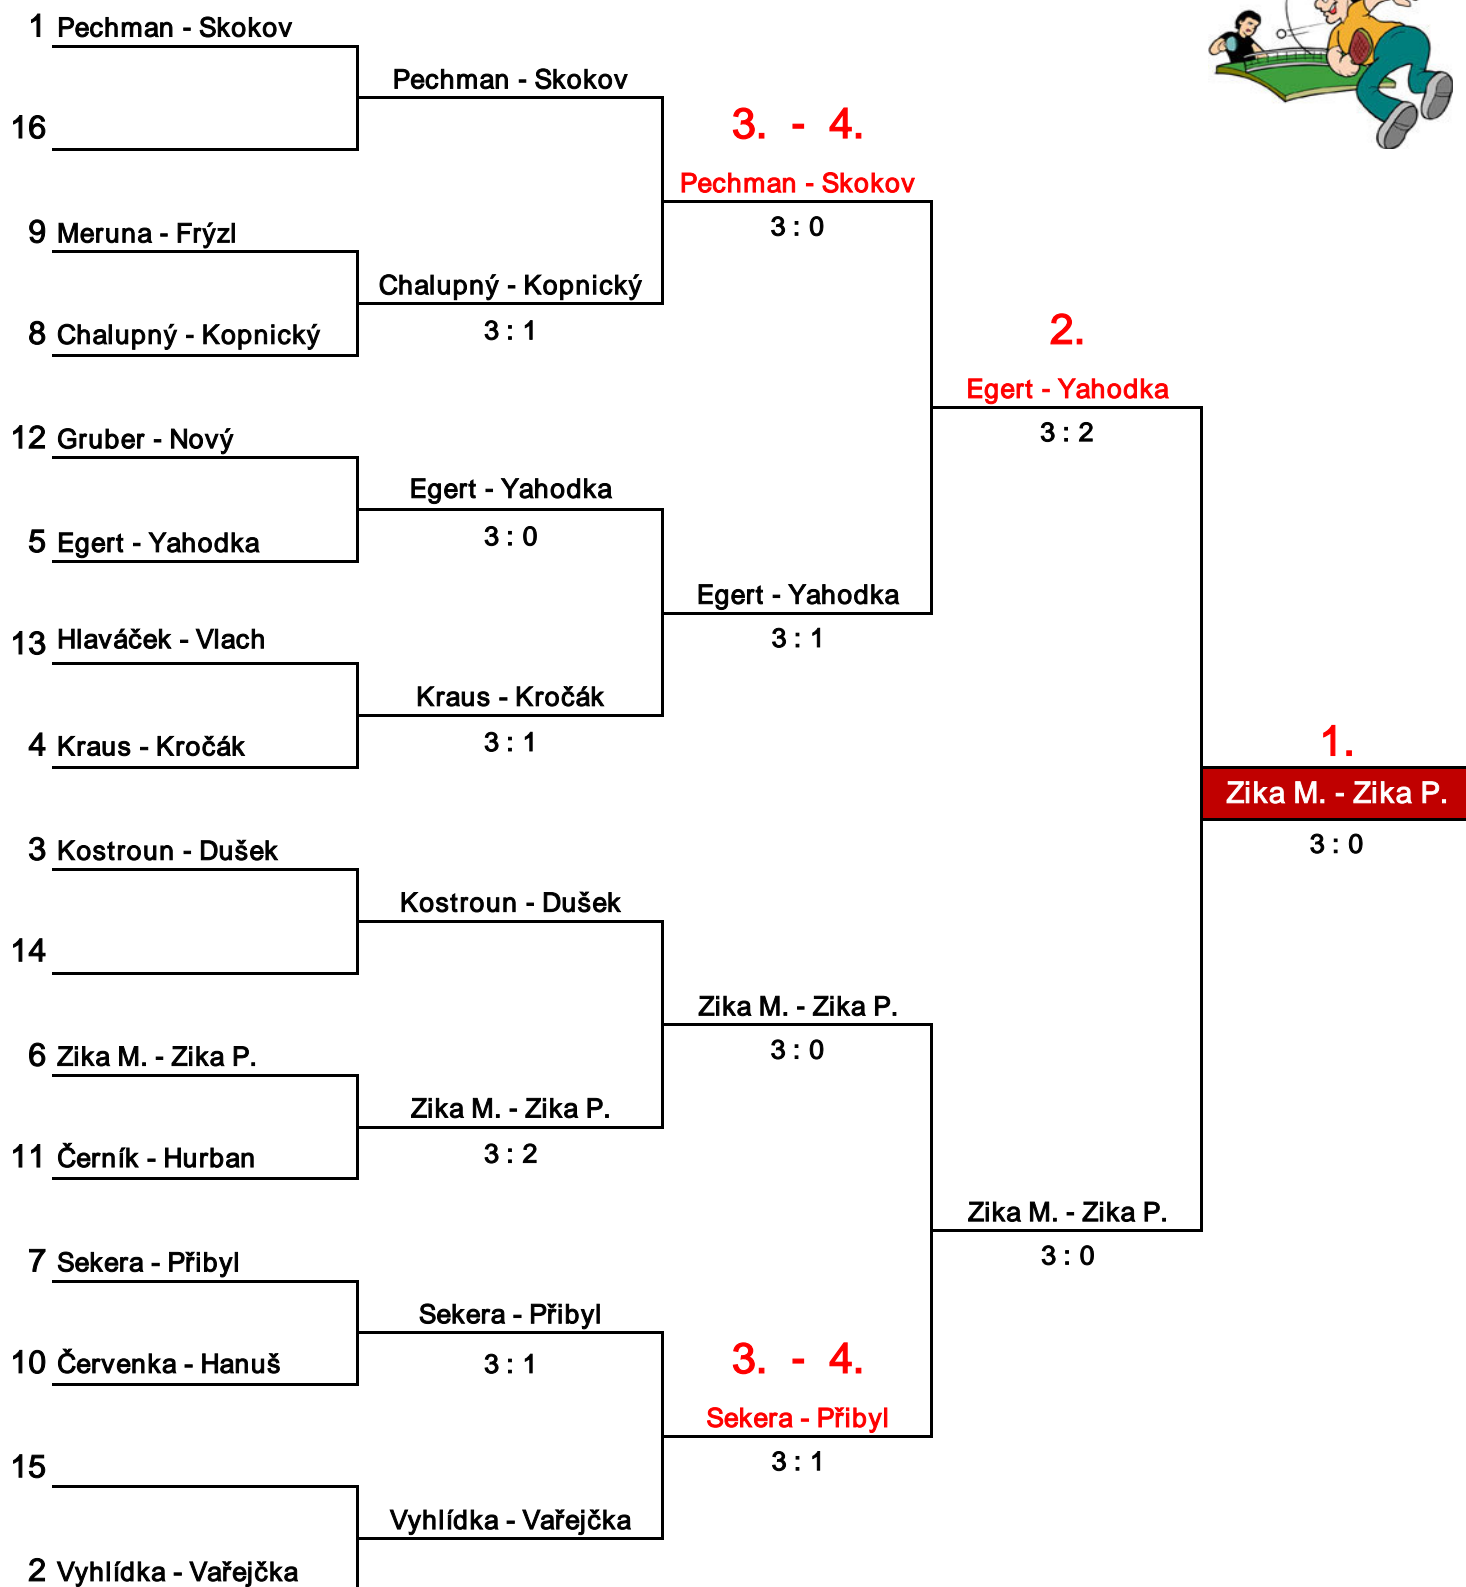 1 Pechman - Skokov
Pechman - Skokov
16
3. - 4.
Pechman - Skokov
3 : 0
9 Meruna - Frýzl
Chalupný - Kopnický
3 : 1
8 Chalupný - Kopnický
2.
Egert - Yahodka
3 : 2
12 Gruber - Nový
Egert - Yahodka
3 : 0
5 Egert - Yahodka
Egert - Yahodka
3 : 1
13 Hlaváček - Vlach
Kraus - Kročák
3 : 1
4 Kraus - Kročák
1.
Zika M. - Zika P.
3 : 0
3 Kostroun - Dušek
Kostroun - Dušek
14
Zika M. - Zika P.
3 : 0
6 Zika M. - Zika P.
Zika M. - Zika P.
3 : 2
11 Černík - Hurban
Zika M. - Zika P.
3 : 0
7 Sekera - Přibyl
Sekera - Přibyl
3 : 1
10 Červenka - Hanuš
3. - 4.
Sekera - Přibyl
3 : 1
15
Vyhlídka - Vařejčka
2 Vyhlídka - Vařejčka